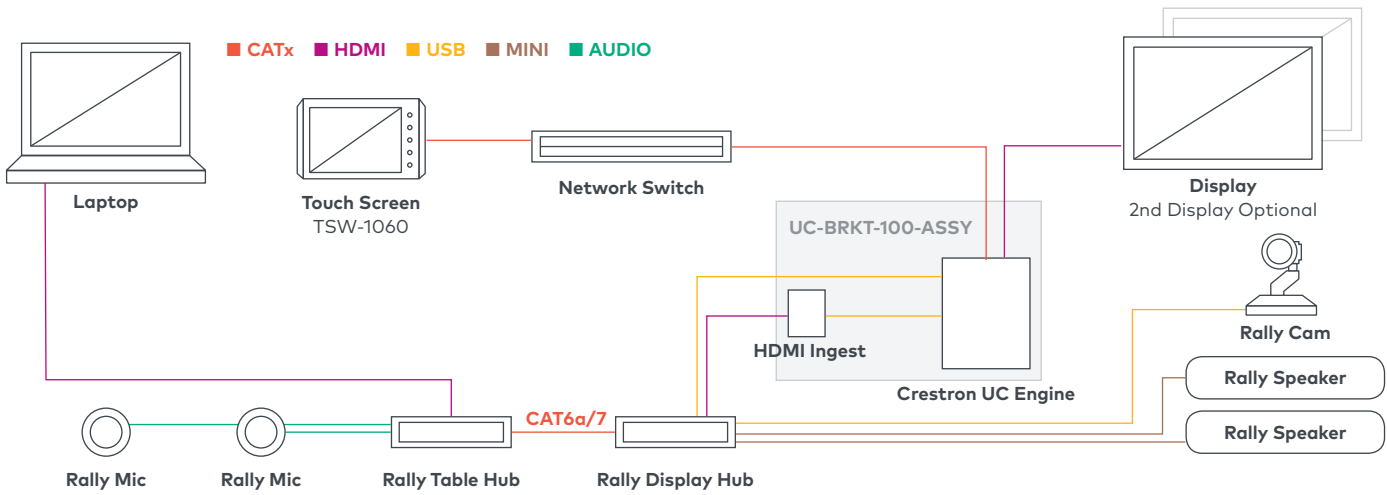 CATx HDMI USB MINI AUDIO
Laptop
Touch Screen
TSW-1060
Network Switch
Display
2nd Display Optional
UC-BRKT-100-ASSY
HDMI Ingest
Crestron UC Engine
Rally Cam
Rally Speaker
Rally Speaker
CAT6a/7
Rally Mic
Rally Mic
Rally Table Hub
Rally Display Hub